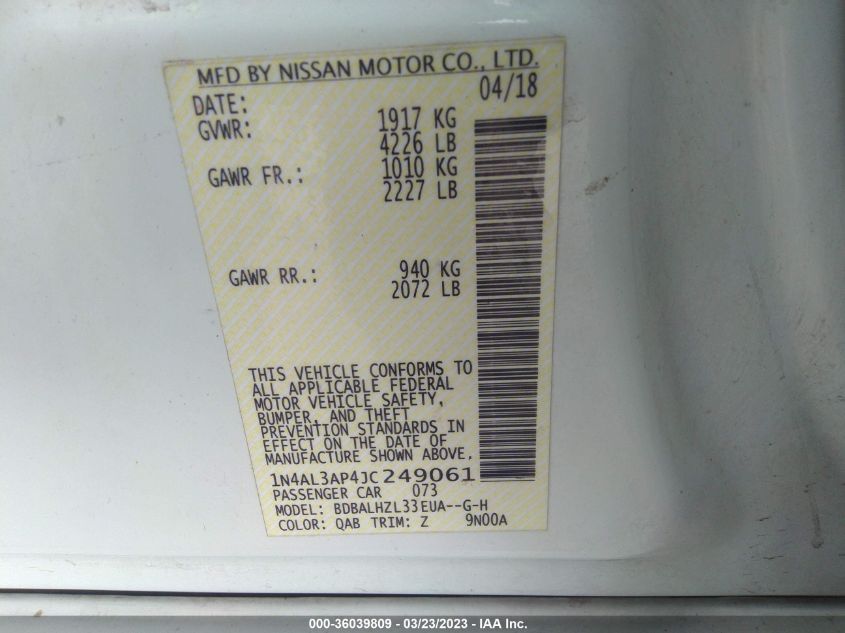 MFD BY NISSAN MOTOR CO., LTD.
DATE: 04/18
GVWR: 1917 KG
4226 LB
GAWR FR.: 1010 KG
2227 LB
GAWR RR.: 940 KG
2072 LB
THIS VEHICLE CONFORMS TO
ALL APPLICABLE FEDERAL
MOTOR VEHICLE SAFETY,
BUMPER, AND THEFT
PREVENTION STANDARDS IN
EFFECT ON THE DATE OF
MANUFACTURE SHOWN ABOVE.
1N4AL3AP4JC249061
PASSENGER CAR 073
MODEL: BDBALHZL33EUA--G-H
COLOR: QAB TRIM: Z 9N00A
000-36039809 - 03/23/2023 - IAA Inc.